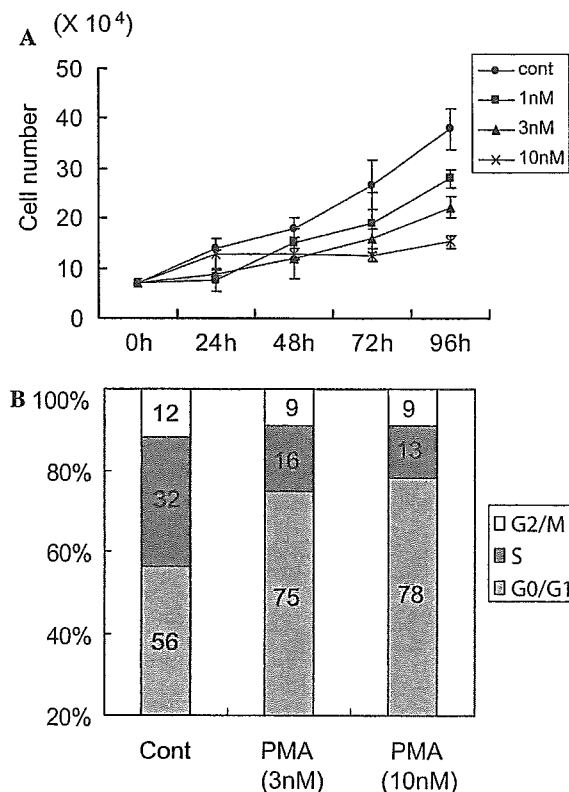 A (X 10 4)
50
40
30
20
10
0
Cell number
cont
1nM
3nM
10nM
0h 24h 48h 72h 96h
B
100%
80%
60%
40%
20%
12 9 9
32 16 13
56 75 78
G2/M
S
G0/G1
Cont PMA PMA
(3nM) (10nM)